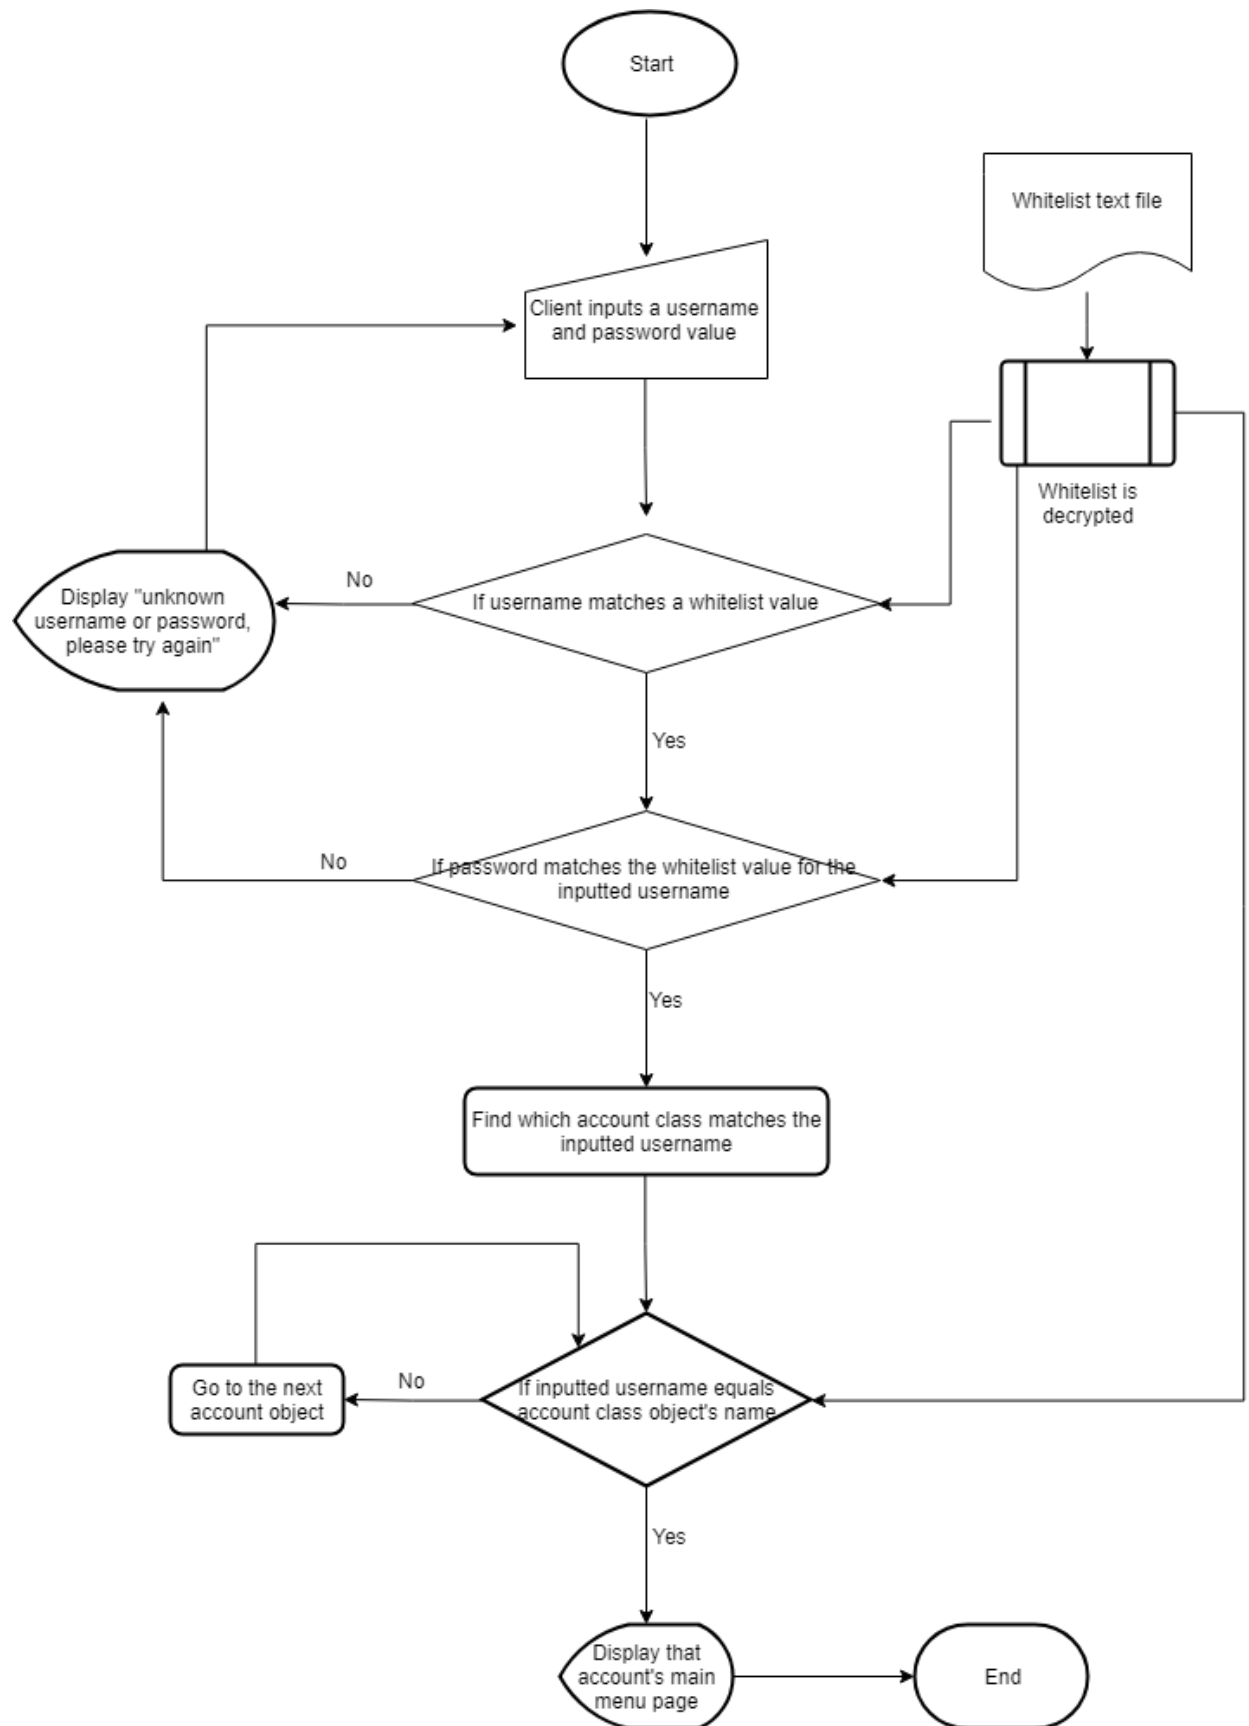 Start
Whitelist text file
Client inputs a username
and password value
Whitelist is
decrypted
Display "unknown
username or password,
please try again"
No
If username matches a whitelist value
Yes
No
If password matches the whitelist value for the
inputted username
Yes
Find which account class matches the
inputted username
Go to the next
account object
No
If inputted username equals
account class object's name
Yes
Display that
account's main
menu page
End